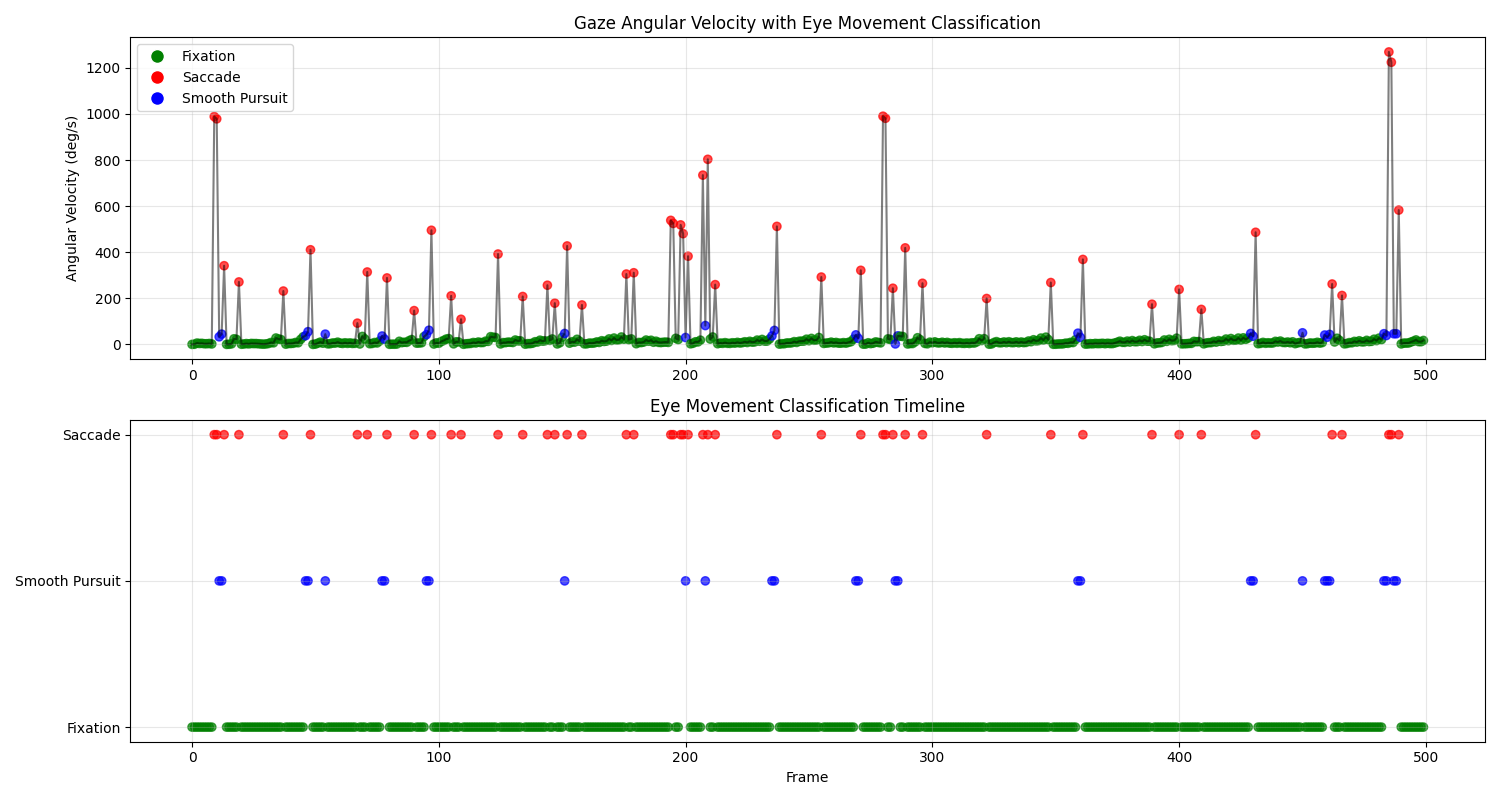 Gaze Angular Velocity with Eye Movement Classification
Fixation
Saccade
Smooth Pursuit
Angular Velocity (deg/s)
1200
1000
800
600
400
200
0
0 100 200 300 400 500
Eye Movement Classification Timeline
Saccade
Smooth Pursuit
Fixation
0 100 200 300 400 500
Frame